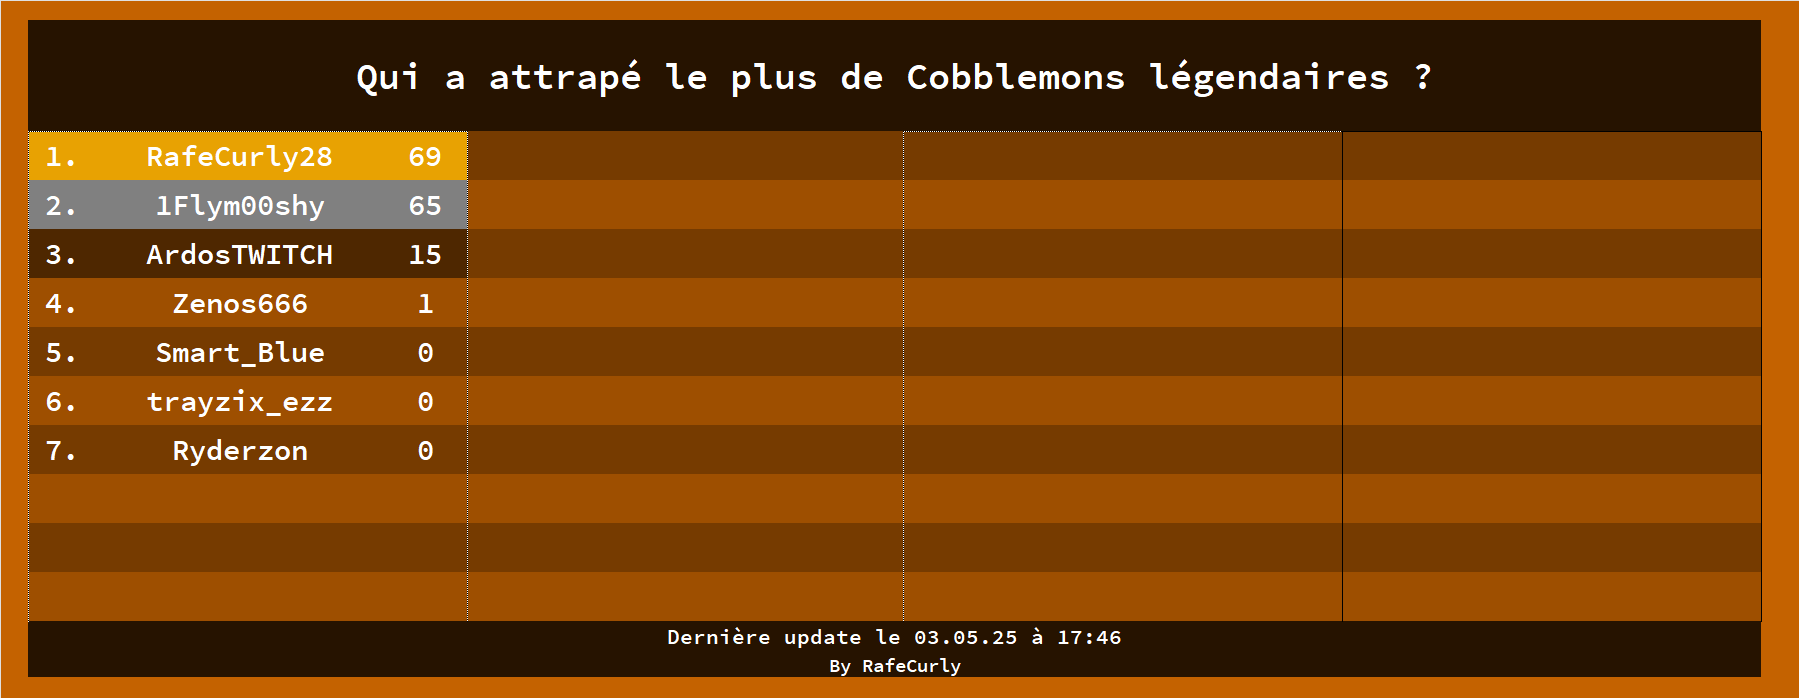 Qui a attrapé le plus de Cobblemons légendaires ?
1. RafeCurly28 69
2. 1Flym00shy 65
3. ArdosTWITCH 15
4. Zenos666 1
5. Smart_Blue 0
6. trayzix_ezz 0
7. Ryderzon 0
Dernière update le 03.05.25 à 17:46
By RafeCurly